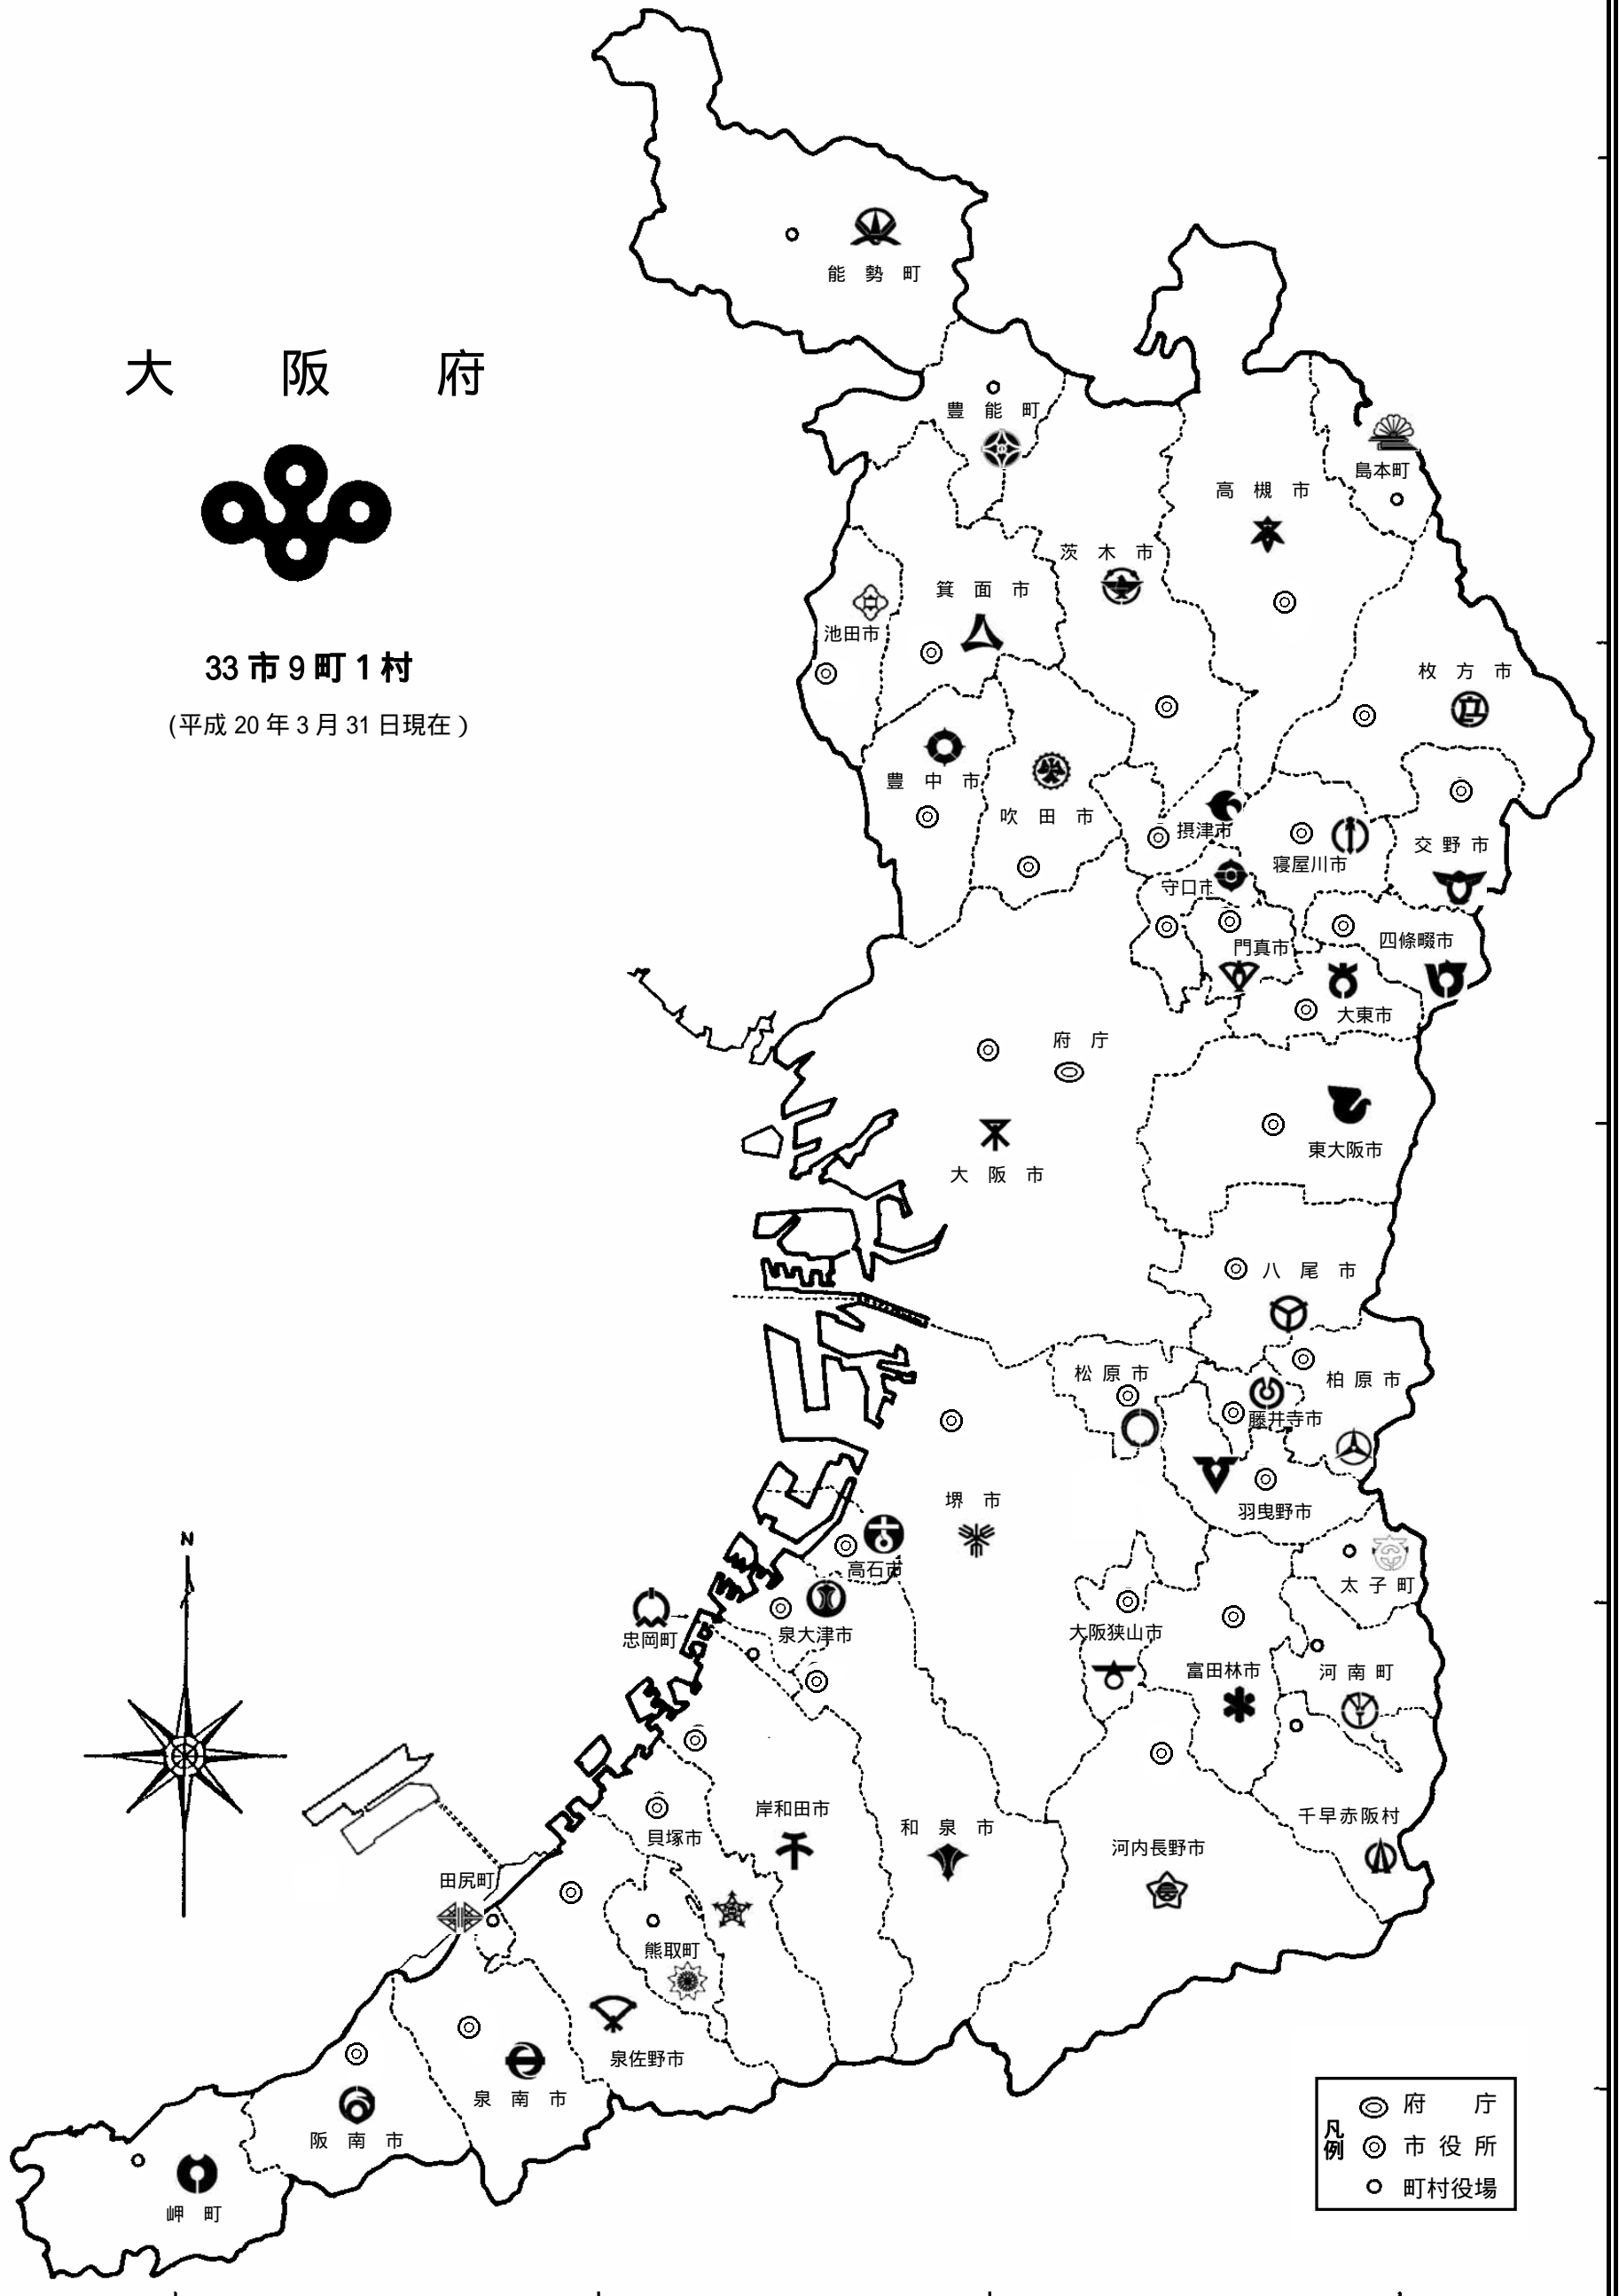 大阪府
33市9町1村
(平成20年3月31日現在)
能勢町
豊能町
島本町
高槻市
茨木市
箕面市
池田市
枚方市
豊中市
吹田市
摂津市
寝屋川市
交野市
守口市
門真市
四條畷市
大東市
府庁
東大阪市
大阪市
八尾市
松原市
柏原市
藤井寺市
堺市
羽曳野市
高石市
太子町
泉大津市
忠岡町
大阪狭山市
富田林市
河南町
岸和田市
千早赤阪村
和泉市
貝塚市
河内長野市
田尻町
熊取町
泉佐野市
泉南市
阪南市
岬町
N
凡例
府庁
市役所
町村役場